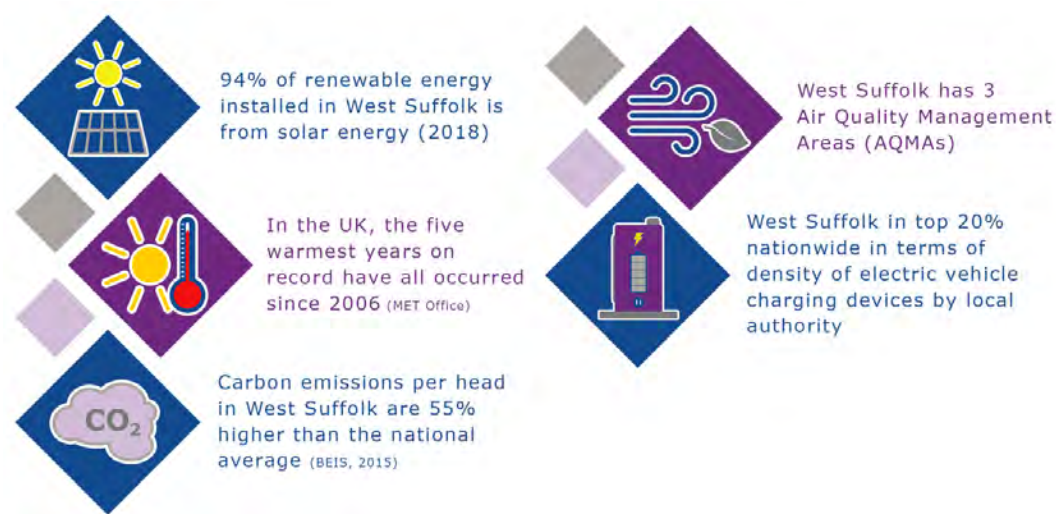 94% of renewable energy
installed in West Suffolk is
from solar energy (2018)
In the UK, the five
warmest years on
record have all occurred
since 2006 (MET Office)
CO₂
Carbon emissions per head
in West Suffolk are 55%
higher than the national
average (BEIS, 2015)
West Suffolk has 3
Air Quality Management
Areas (AQMAs)
West Suffolk in top 20%
nationwide in terms of
density of electric vehicle
charging devices by local
authority